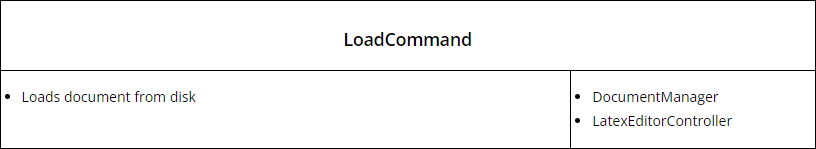 LoadCommand
Loads document from disk
DocumentManager
LatexEditorController